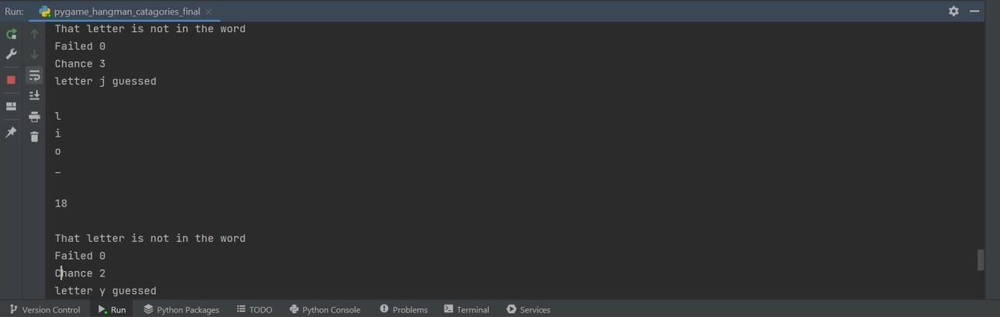 Run: pygame_hangman_catagories_final
That letter is not in the word
Failed 0
Chance 3
letter j guessed
l
i
o
_
18
That letter is not in the word
Failed 0
Chance 2
letter y guessed
Version Control Run Python Packages TODO Python Console Problems Terminal Services